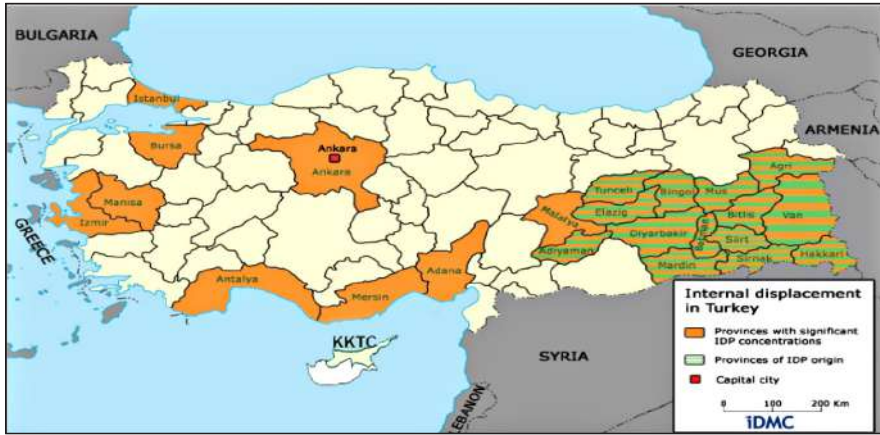 BULGARIA
GEORGIA
ARMENIA
GREECE
SYRIA
LEBANON
KKTC
Istanbul
Bursa
Ankara
Ankara
Manisa
Izmir
Antalya
Mersin
Adana
Malatya
Adiyaman
Tunceli
Elazig
Bingol
Mus
Agri
Bitlis
Van
Diyarbakir
Batman
Siirt
Mardin
Sirnak
Hakkari
Internal displacement
in Turkey
Provinces with significant
IDP concentrations
Provinces of IDP origin
Capital city
0 100 200 Km
iDMC